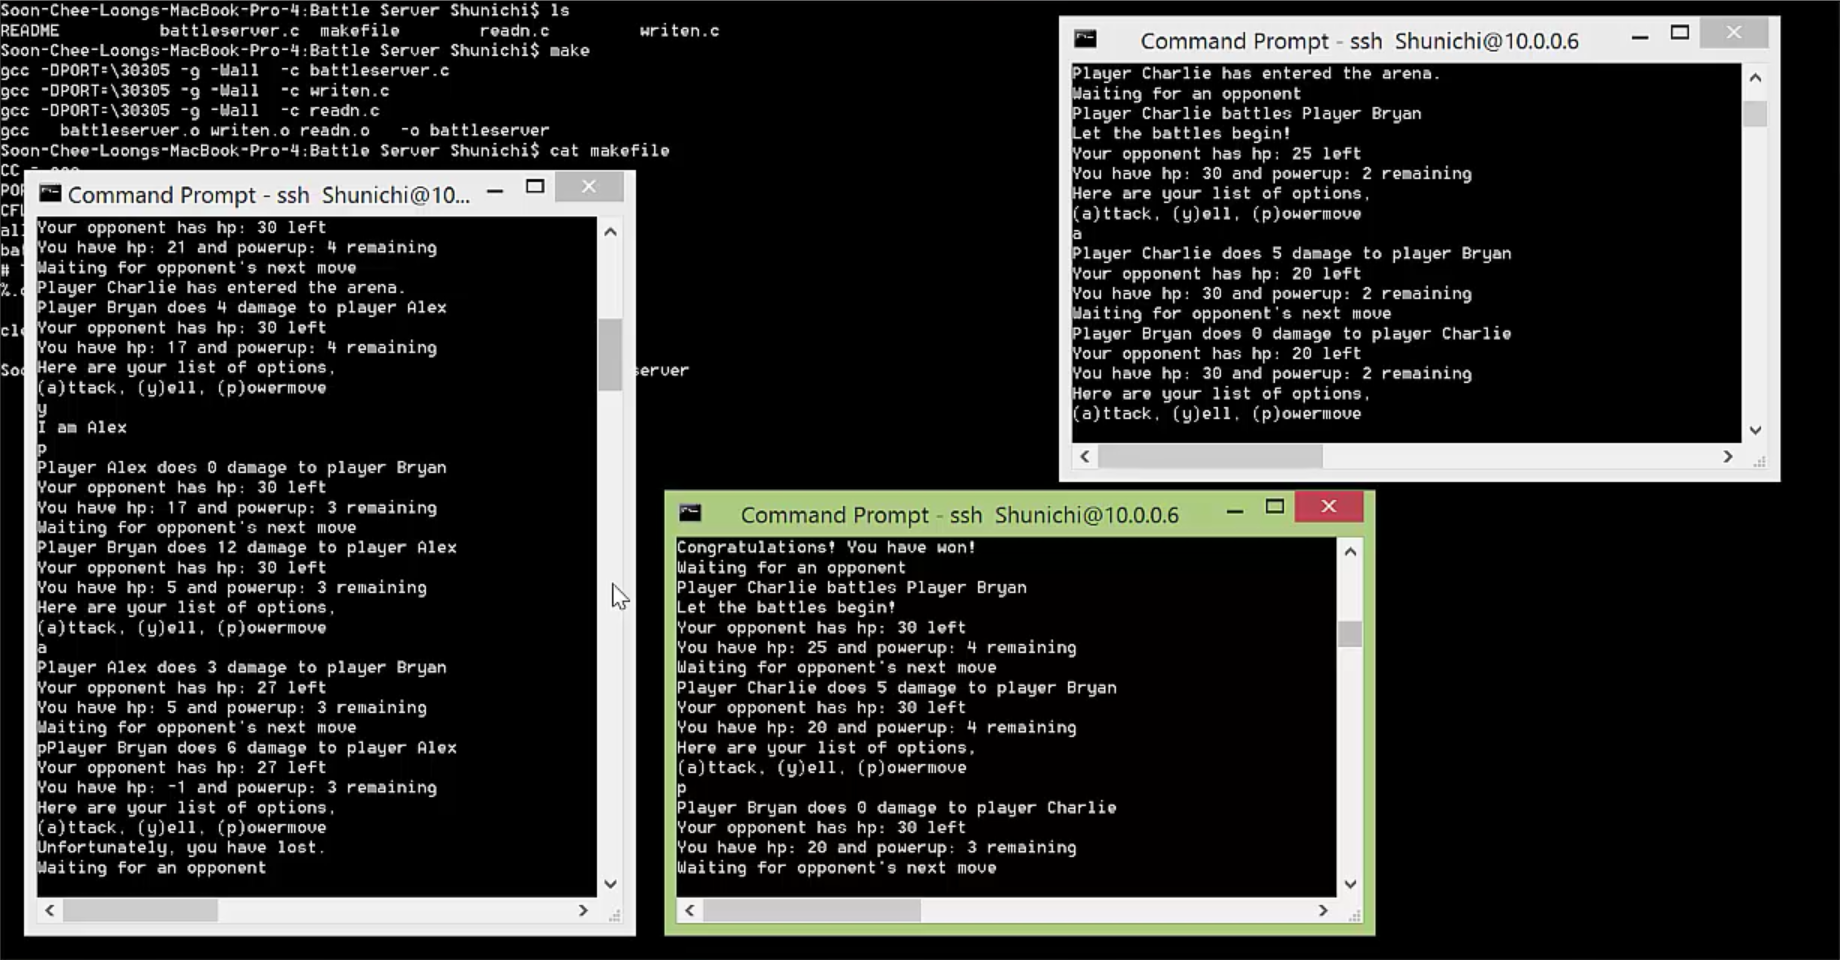 Soon-Chee-Loongs-MacBook-Pro-4:Battle Server Shunichi$ ls
README battleserver.c makefile readn.c writen.c
Soon-Chee-Loongs-MacBook-Pro-4:Battle Server Shunichi$ make
gcc -DPORT=\30305 -g -Wall -c battleserver.c
gcc -DPORT=\30305 -g -Wall -c writen.c
gcc -DPORT=\30305 -g -Wall -c readn.c
gcc battleserver.o writen.o readn.o -o battleserver
Soon-Chee-Loongs-MacBook-Pro-4:Battle Server Shunichi$ cat makefile
CC
server
Command Prompt - ssh Shunichi@10...
Your opponent has hp: 30 left
You have hp: 21 and powerup: 4 remaining
Waiting for opponent's next move
Player Charlie has entered the arena.
Player Bryan does 4 damage to player Alex
Your opponent has hp: 30 left
You have hp: 17 and powerup: 4 remaining
Here are your list of options,
(a)ttack, (y)ell, (p)owermove
y
I am Alex
p
Player Alex does 0 damage to player Bryan
Your opponent has hp: 30 left
You have hp: 17 and powerup: 3 remaining
Waiting for opponent's next move
Player Bryan does 12 damage to player Alex
Your opponent has hp: 30 left
You have hp: 5 and powerup: 3 remaining
Here are your list of options,
(a)ttack, (y)ell, (p)owermove
a
Player Alex does 3 damage to player Bryan
Your opponent has hp: 27 left
You have hp: 5 and powerup: 3 remaining
Waiting for opponent's next move
pPlayer Bryan does 6 damage to player Alex
Your opponent has hp: 27 left
You have hp: -1 and powerup: 3 remaining
Here are your list of options,
(a)ttack, (y)ell, (p)owermove
Unfortunately, you have lost.
Waiting for an opponent
Command Prompt - ssh Shunichi@10.0.0.6
Player Charlie has entered the arena.
Waiting for an opponent
Player Charlie battles Player Bryan
Let the battles begin!
Your opponent has hp: 25 left
You have hp: 30 and powerup: 2 remaining
Here are your list of options,
(a)ttack, (y)ell, (p)owermove
a
Player Charlie does 5 damage to player Bryan
Your opponent has hp: 20 left
You have hp: 30 and powerup: 2 remaining
Waiting for opponent's next move
Player Bryan does 0 damage to player Charlie
Your opponent has hp: 20 left
You have hp: 30 and powerup: 2 remaining
Here are your list of options,
(a)ttack, (y)ell, (p)owermove
Command Prompt - ssh Shunichi@10.0.0.6
Congratulations! You have won!
Waiting for an opponent
Player Charlie battles Player Bryan
Let the battles begin!
Your opponent has hp: 30 left
You have hp: 25 and powerup: 4 remaining
Waiting for opponent's next move
Player Charlie does 5 damage to player Bryan
Your opponent has hp: 30 left
You have hp: 20 and powerup: 4 remaining
Here are your list of options,
(a)ttack, (y)ell, (p)owermove
p
Player Bryan does 0 damage to player Charlie
Your opponent has hp: 30 left
You have hp: 20 and powerup: 3 remaining
Waiting for opponent's next move